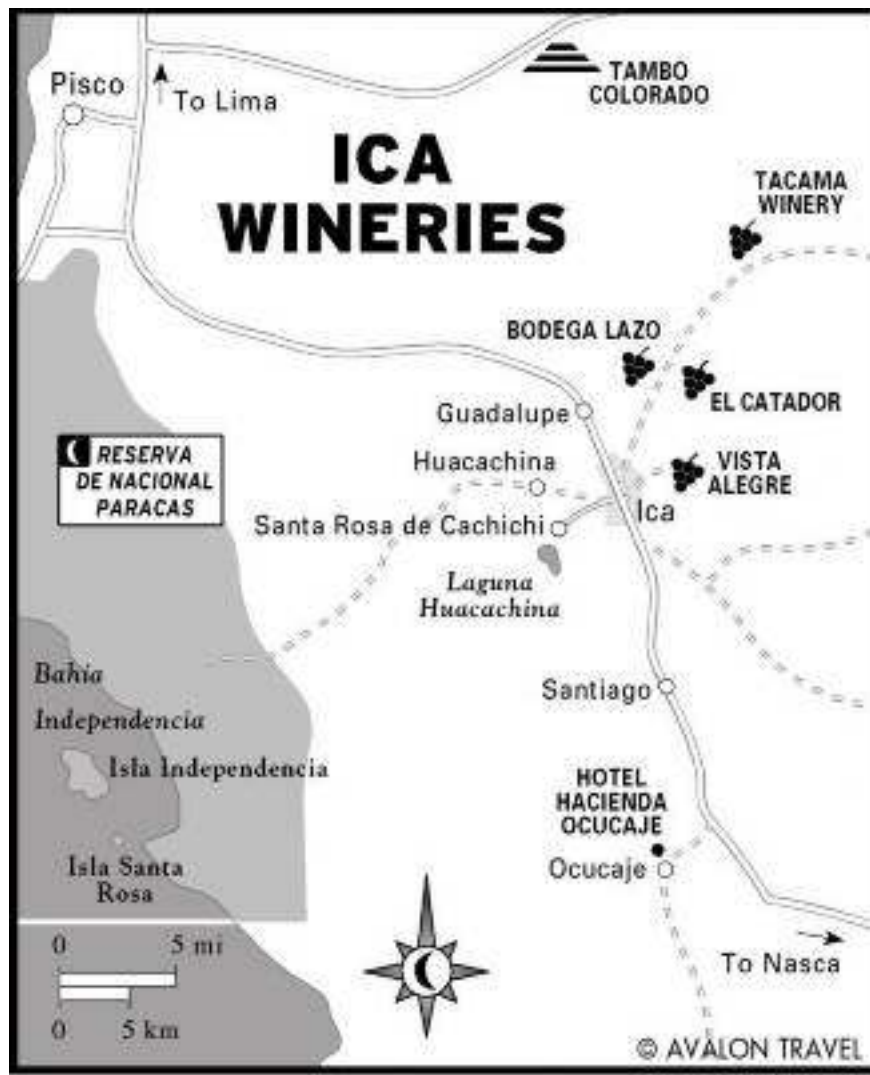 Pisco
To Lima
TAMBO
COLORADO
ICA
WINERIES
TACAMA
WINERY
BODEGA LAZO
EL CATADOR
Guadalupe
Huacachina
VISTA
ALEGRE
RESERVA
DE NACIONAL
PARACAS
Santa Rosa de Cachichi
Ica
Laguna
Huacachina
Bahía
Independencia
Santiago
Isla Independencia
HOTEL
HACIENDA
OCUCAJE
Isla Santa
Rosa
Ocucaje
0 5 mi
0 5 km
To Nasca
© AVALON TRAVEL